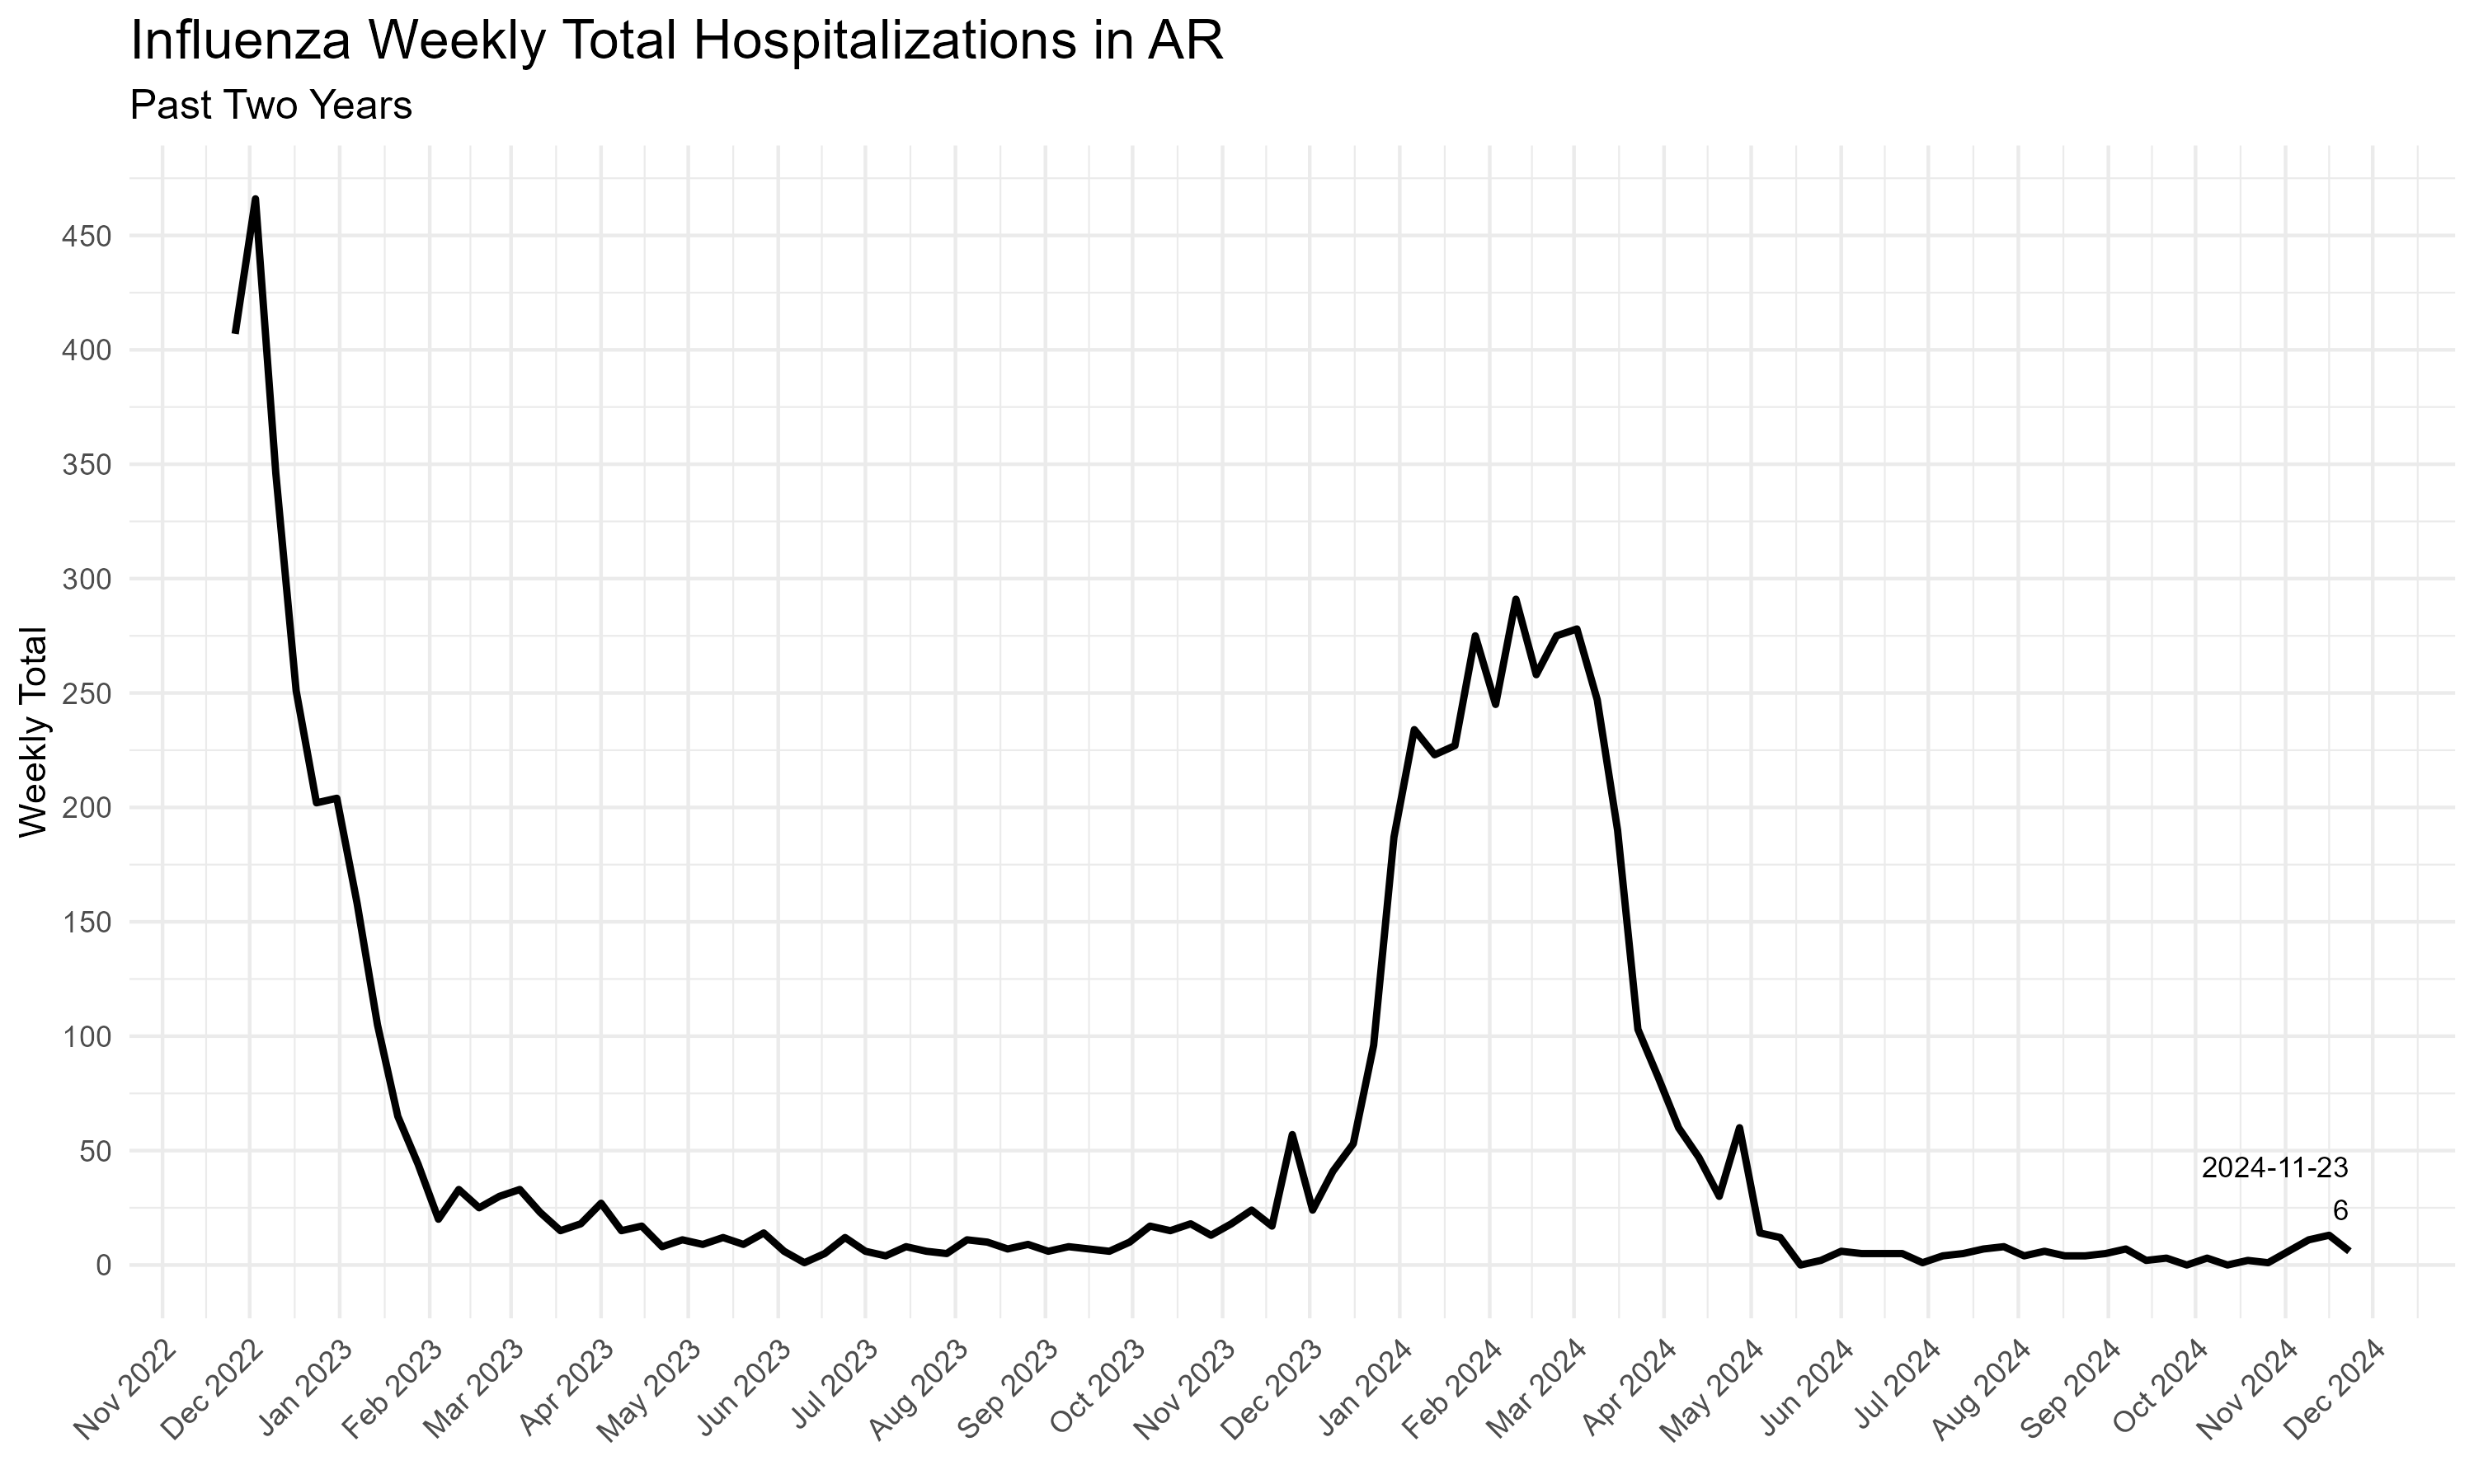 Influenza Weekly Total Hospitalizations in AR
Past Two Years
Weekly Total
450
400
350
300
250
200
150
100
50
0
2024-11-23
6
Nov 2022
Dec 2022
Jan 2023
Feb 2023
Mar 2023
Apr 2023
May 2023
Jun 2023
Jul 2023
Aug 2023
Sep 2023
Oct 2023
Nov 2023
Dec 2023
Jan 2024
Feb 2024
Mar 2024
Apr 2024
May 2024
Jun 2024
Jul 2024
Aug 2024
Sep 2024
Oct 2024
Nov 2024
Dec 2024